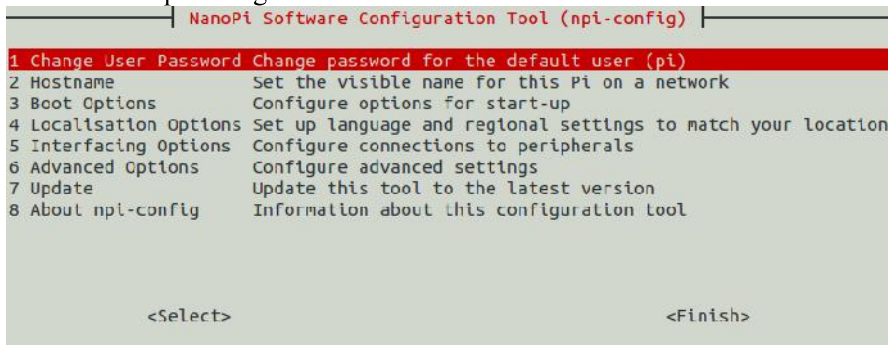 NanoPi Software Configuration Tool (npi-config)
1 Change User Password Change password for the default user (pi)
2 Hostname Set the visible name for this Pi on a network
3 Boot Options Configure options for start-up
4 Localisation Options Set up language and regional settings to match your location
5 Interfacing Options Configure connections to peripherals
6 Advanced Options Configure advanced settings
7 Update Update this tool to the latest version
8 About npi-config Information about this configuration tool
<Select> <Finish>